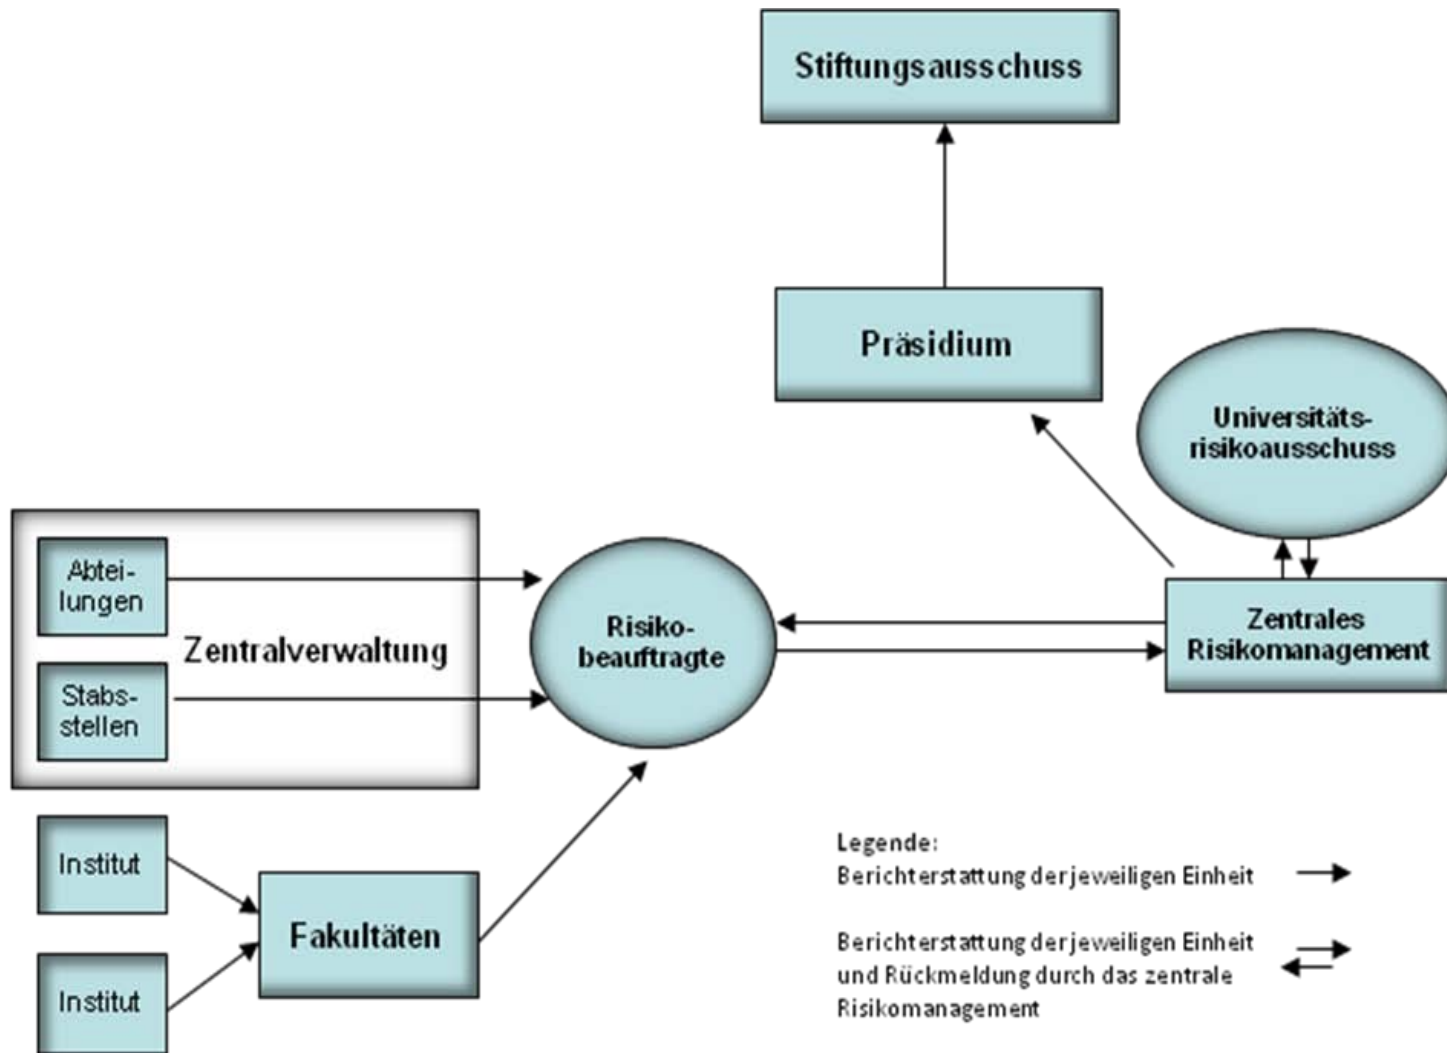 Stiftungsausschuss
Präsidium
Universitäts-
risikoausschuss
Abtei-
lungen
Zentralverwaltung
Stabs-
stellen
Risiko-
beauftragte
Zentrales
Risikomanagement
Institut
Fakultäten
Institut
Legende:
Berichterstattung der jeweiligen Einheit
Berichterstattung der jeweiligen Einheit
und Rückmeldung durch das zentrale
Risikomanagement